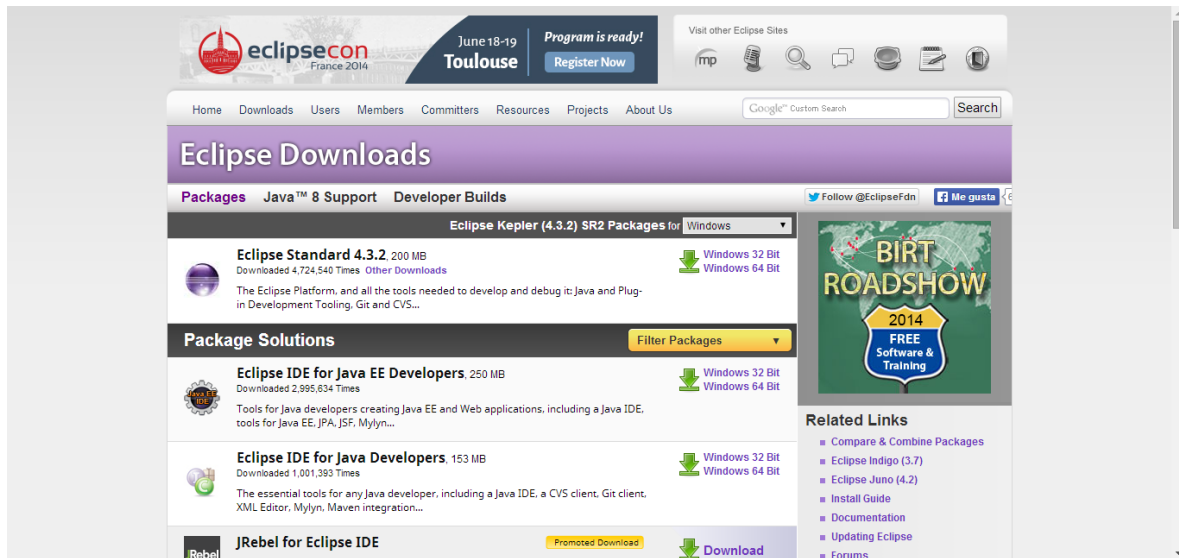 eclipsecon
France 2014
June 18-19
Toulouse
Program is ready!
Register Now
Visit other Eclipse Sites
mp
Home Downloads Users Members Committers Resources Projects About Us
Google™ Custom Search
Search
Eclipse Downloads
Packages Java™ 8 Support Developer Builds
Follow @EclipseFdn
Me gusta
Eclipse Kepler (4.3.2) SR2 Packages for Windows
Eclipse Standard 4.3.2, 200 MB
Downloaded 4,724,540 Times Other Downloads
The Eclipse Platform, and all the tools needed to develop and debug it: Java and Plug-
in Development Tooling, Git and CVS...
Windows 32 Bit
Windows 64 Bit
Package Solutions
Filter Packages
Java EE
IDE
Eclipse IDE for Java EE Developers, 250 MB
Downloaded 2,995,634 Times
Tools for Java developers creating Java EE and Web applications, including a Java IDE,
tools for Java EE, JPA, JSF, Mylyn...
Windows 32 Bit
Windows 64 Bit
Eclipse IDE for Java Developers, 153 MB
Downloaded 1,001,393 Times
The essential tools for any Java developer, including a Java IDE, a CVS client, Git client,
XML Editor, Mylyn, Maven integration...
Windows 32 Bit
Windows 64 Bit
JRebel
JRebel for Eclipse IDE
Promoted Download
Download
BIRT
ROADSHOW
2014
FREE
Software &
Training
Related Links
Compare & Combine Packages
Eclipse Indigo (3.7)
Eclipse Juno (4.2)
Install Guide
Documentation
Updating Eclipse
Forums